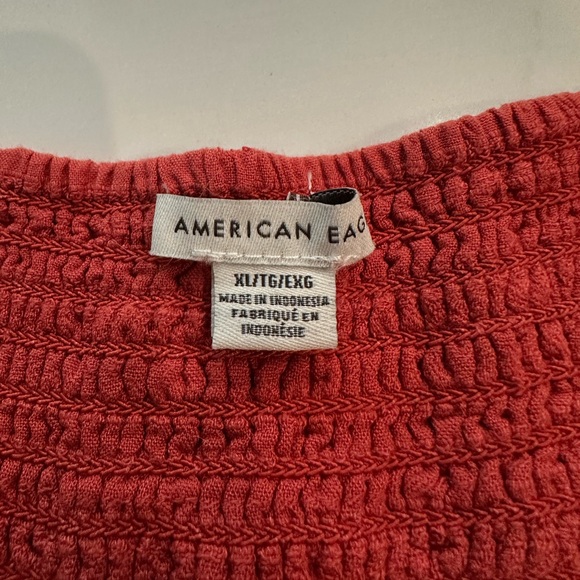 AMERICAN EAG
XL/TG/EXG
MADE IN INDONESIA
FABRIQUÉ EN
INDONÉSIE